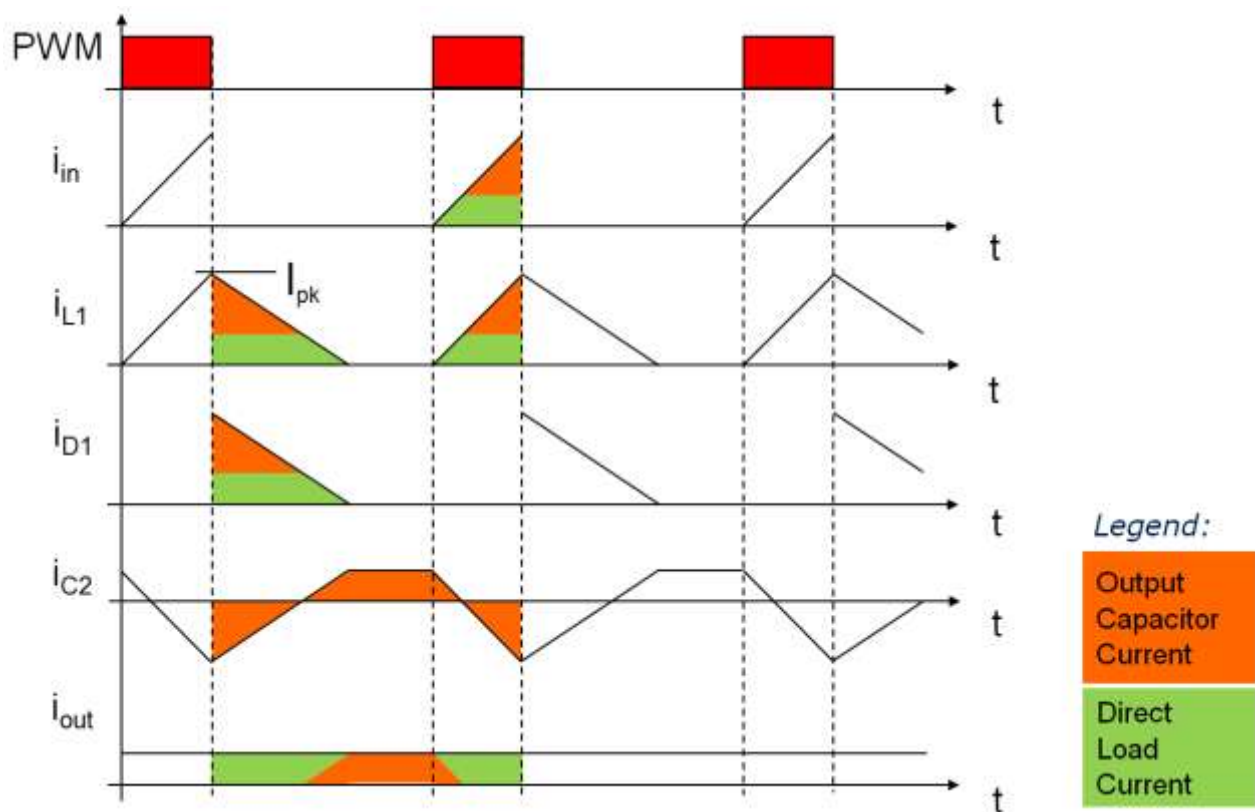 PWM
t
i_in
t
I_pk
i_L1
t
i_D1
t
Legend:
i_C2
Output
Capacitor
Current
t
i_out
Direct
Load
Current
t